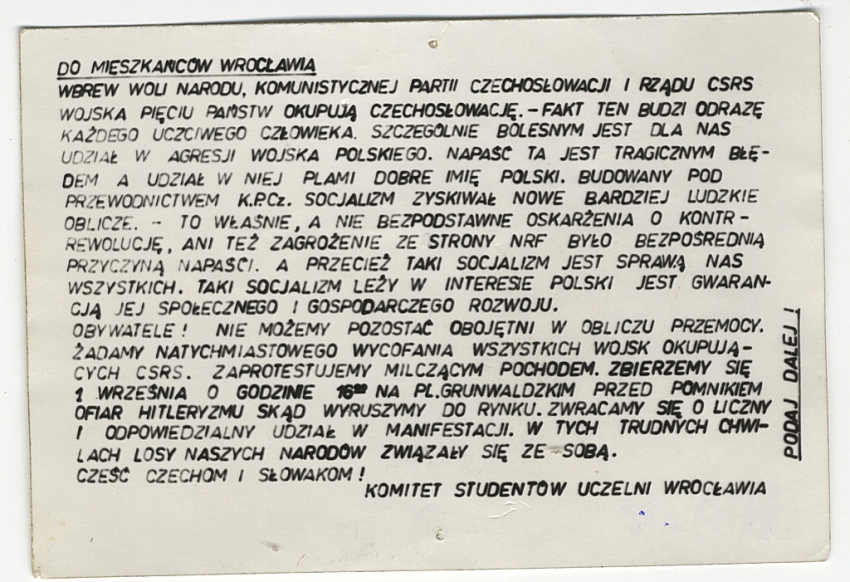 DO MIESZKAŃCÓW WROCŁAWIA
WBREW WOLI NARODU, KOMUNISTYCZNEJ PARTII CZECHOSŁOWACJI I RZĄDU CSRS
WOJSKA PIĘCIU PAŃSTW OKUPUJĄ CZECHOSŁOWACJĘ. - FAKT TEN BUDZI ODRAZĘ
KAŻDEGO UCZCIWEGO CZŁOWIEKA. SZCZEGÓLNIE BOLESNYM JEST DLA NAS
UDZIAŁ W AGRESJI WOJSKA POLSKIEGO. NAPAŚĆ TA JEST TRAGICZNYM BŁĘ-
DEM A UDZIAŁ W NIEJ PLAMI DOBRE IMIĘ POLSKI. BUDOWANY POD
PRZEWODNICTWEM K.P.Cz. SOCJALIZM ZYSKIWAŁ NOWE BARDZIEJ LUDZKIE
OBLICZE. - TO WŁAŚNIE, A NIE BEZPODSTAWNE OSKARŻENIA O KONTR-
REWOLUCJĘ, ANI TEŻ ZAGROŻENIE ZE STRONY NRF BYŁO BEZPOŚREDNIĄ
PRZYCZYNĄ NAPAŚCI. A PRZECIEŻ TAKI SOCJALIZM JEST SPRAWĄ NAS
WSZYSTKICH. TAKI SOCJALIZM LEŻY W INTERESIE POLSKI JEST GWARAN-
CJĄ JEJ SPOŁECZNEGO I GOSPODARCZEGO ROZWOJU.
OBYWATELE! NIE MOŻEMY POZOSTAĆ OBOJĘTNI W OBLICZU PRZEMOCY.
ŻĄDAMY NATYCHMIASTOWEGO WYCOFANIA WSZYSTKICH WOJSK OKUPUJĄ-
CYCH CSRS. ZAPROTESTUJEMY MILCZĄCYM POCHODEM. ZBIERZEMY SIĘ
1 WRZEŚNIA O GODZINIE 16⁰⁰ NA PL.GRUNWALDZKIM PRZED POMNIKIEM
OFIAR HITLERYZMU SKĄD WYRUSZYMY DO RYNKU. ZWRACAMY SIĘ O LICZNY
I ODPOWIEDZIALNY UDZIAŁ W MANIFESTACJI. W TYCH TRUDNYCH CHWI-
LACH LOSY NASZYCH NARODÓW ZWIĄZAŁY SIĘ ZE SOBĄ.
CZEŚĆ CZECHOM I SŁOWAKOM!
KOMITET STUDENTÓW UCZELNI WROCŁAWIA
PODAJ DALEJ!